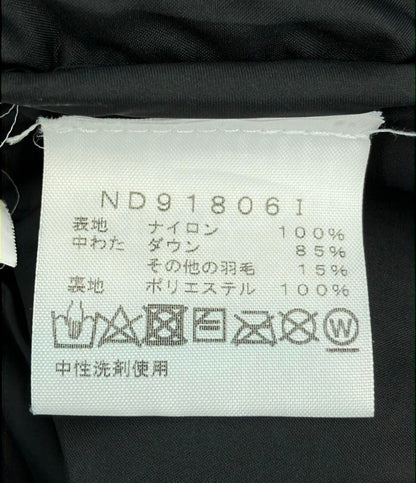 ND91806I
表地 ナイロン 100%
中わた ダウン 85%
その他の羽毛 15%
裏地 ポリエステル 100%
W
中性洗剤使用